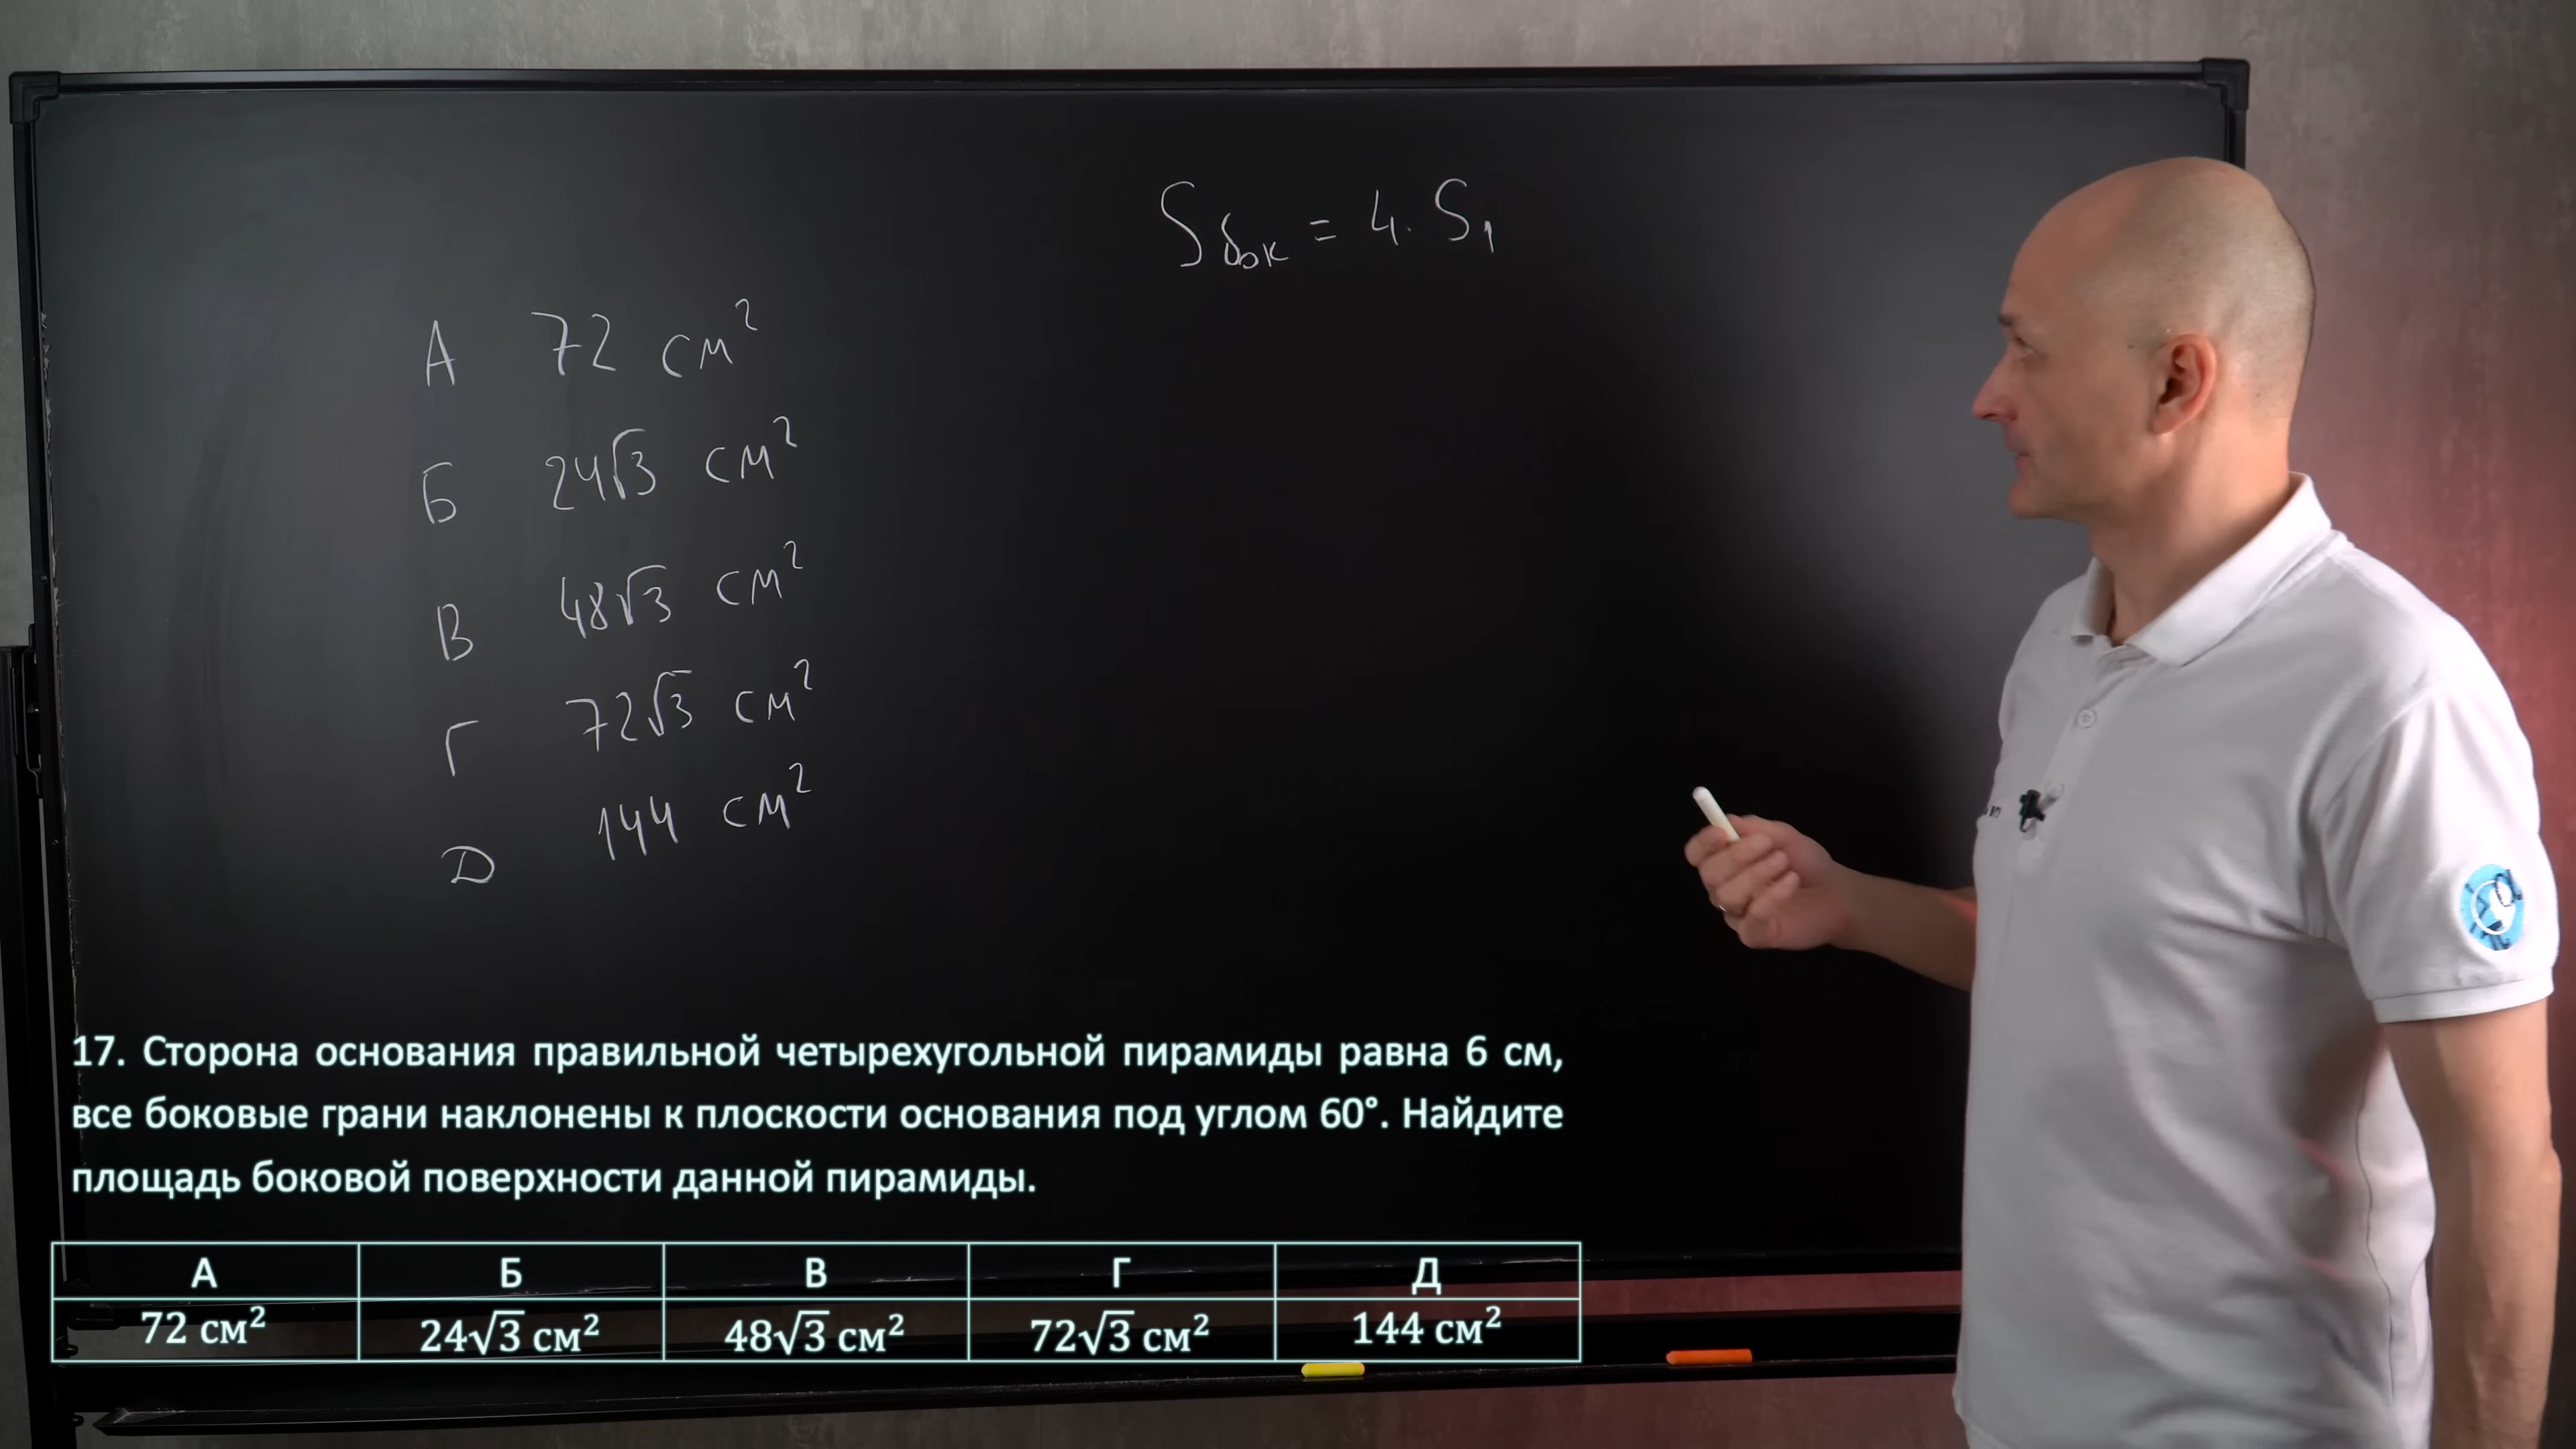 S бок = 4 · S₁
А 72 см²
Б 24√3 см²
В 48√3 см²
Г 72√3 см²
Д 144 см²
17. Сторона основания правильной четырехугольной пирамиды равна 6 см,
все боковые грани наклонены к плоскости основания под углом 60°. Найдите
площадь боковой поверхности данной пирамиды.
А Б В Г Д
72 см² 24√3 см² 48√3 см² 72√3 см² 144 см²